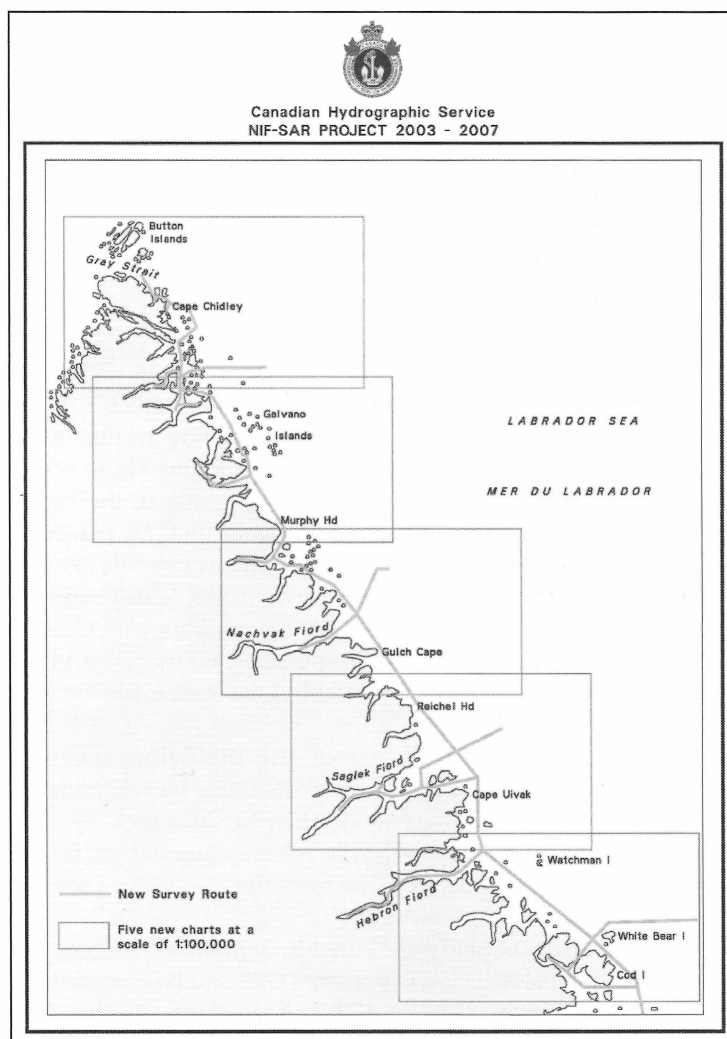 Canadian Hydrographic Service
NIF-SAR PROJECT 2003 - 2007
Button
Islands
Gray Strait
Cape Chidley
Galvano
Islands
LABRADOR SEA
MER DU LABRADOR
Murphy Hd
Nachvak Fiord
Gulch Cape
Reichel Hd
Saglek Fiord
Cape Uivak
Watchman I
Hebron Fiord
White Bear I
Cod I
New Survey Route
Five new charts at a
scale of 1:100.000